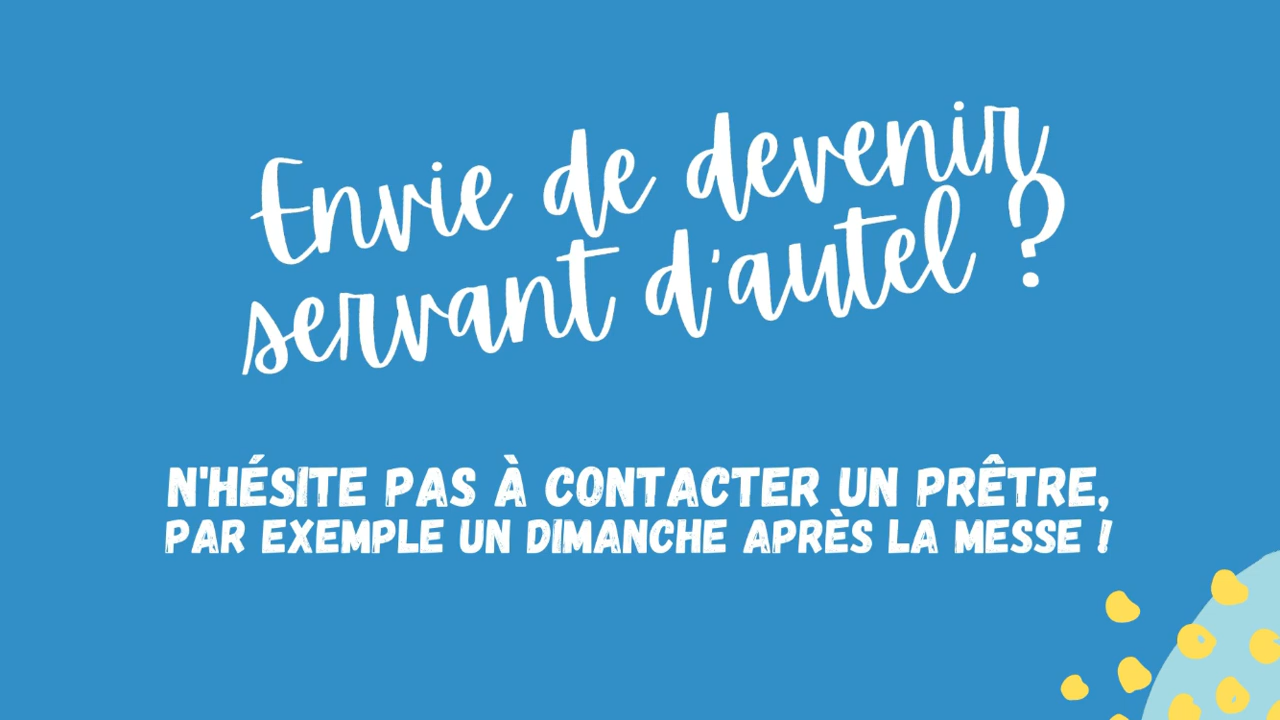 Envie de devenir
servant d'autel ?
N'HÉSITE PAS À CONTACTER UN PRÊTRE,
PAR EXEMPLE UN DIMANCHE APRÈS LA MESSE !